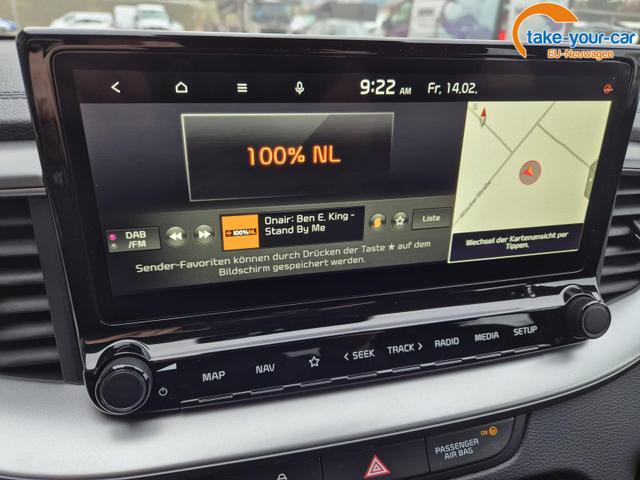 take-your-car
EU-Neuwagen
9:22 AM Fr, 14.02.
100% NL
DAB
/FM
100%NL
Onair: Ben E. King -
Stand By Me
Liste
Sender-Favoriten können durch Drücken der Taste ★ auf dem
Bildschirm gespeichert werden.
Wechsel der Kartenansicht per
Tippen.
MAP NAV < SEEK TRACK > RADIO MEDIA SETUP
ON
PASSENGER
AIR BAG